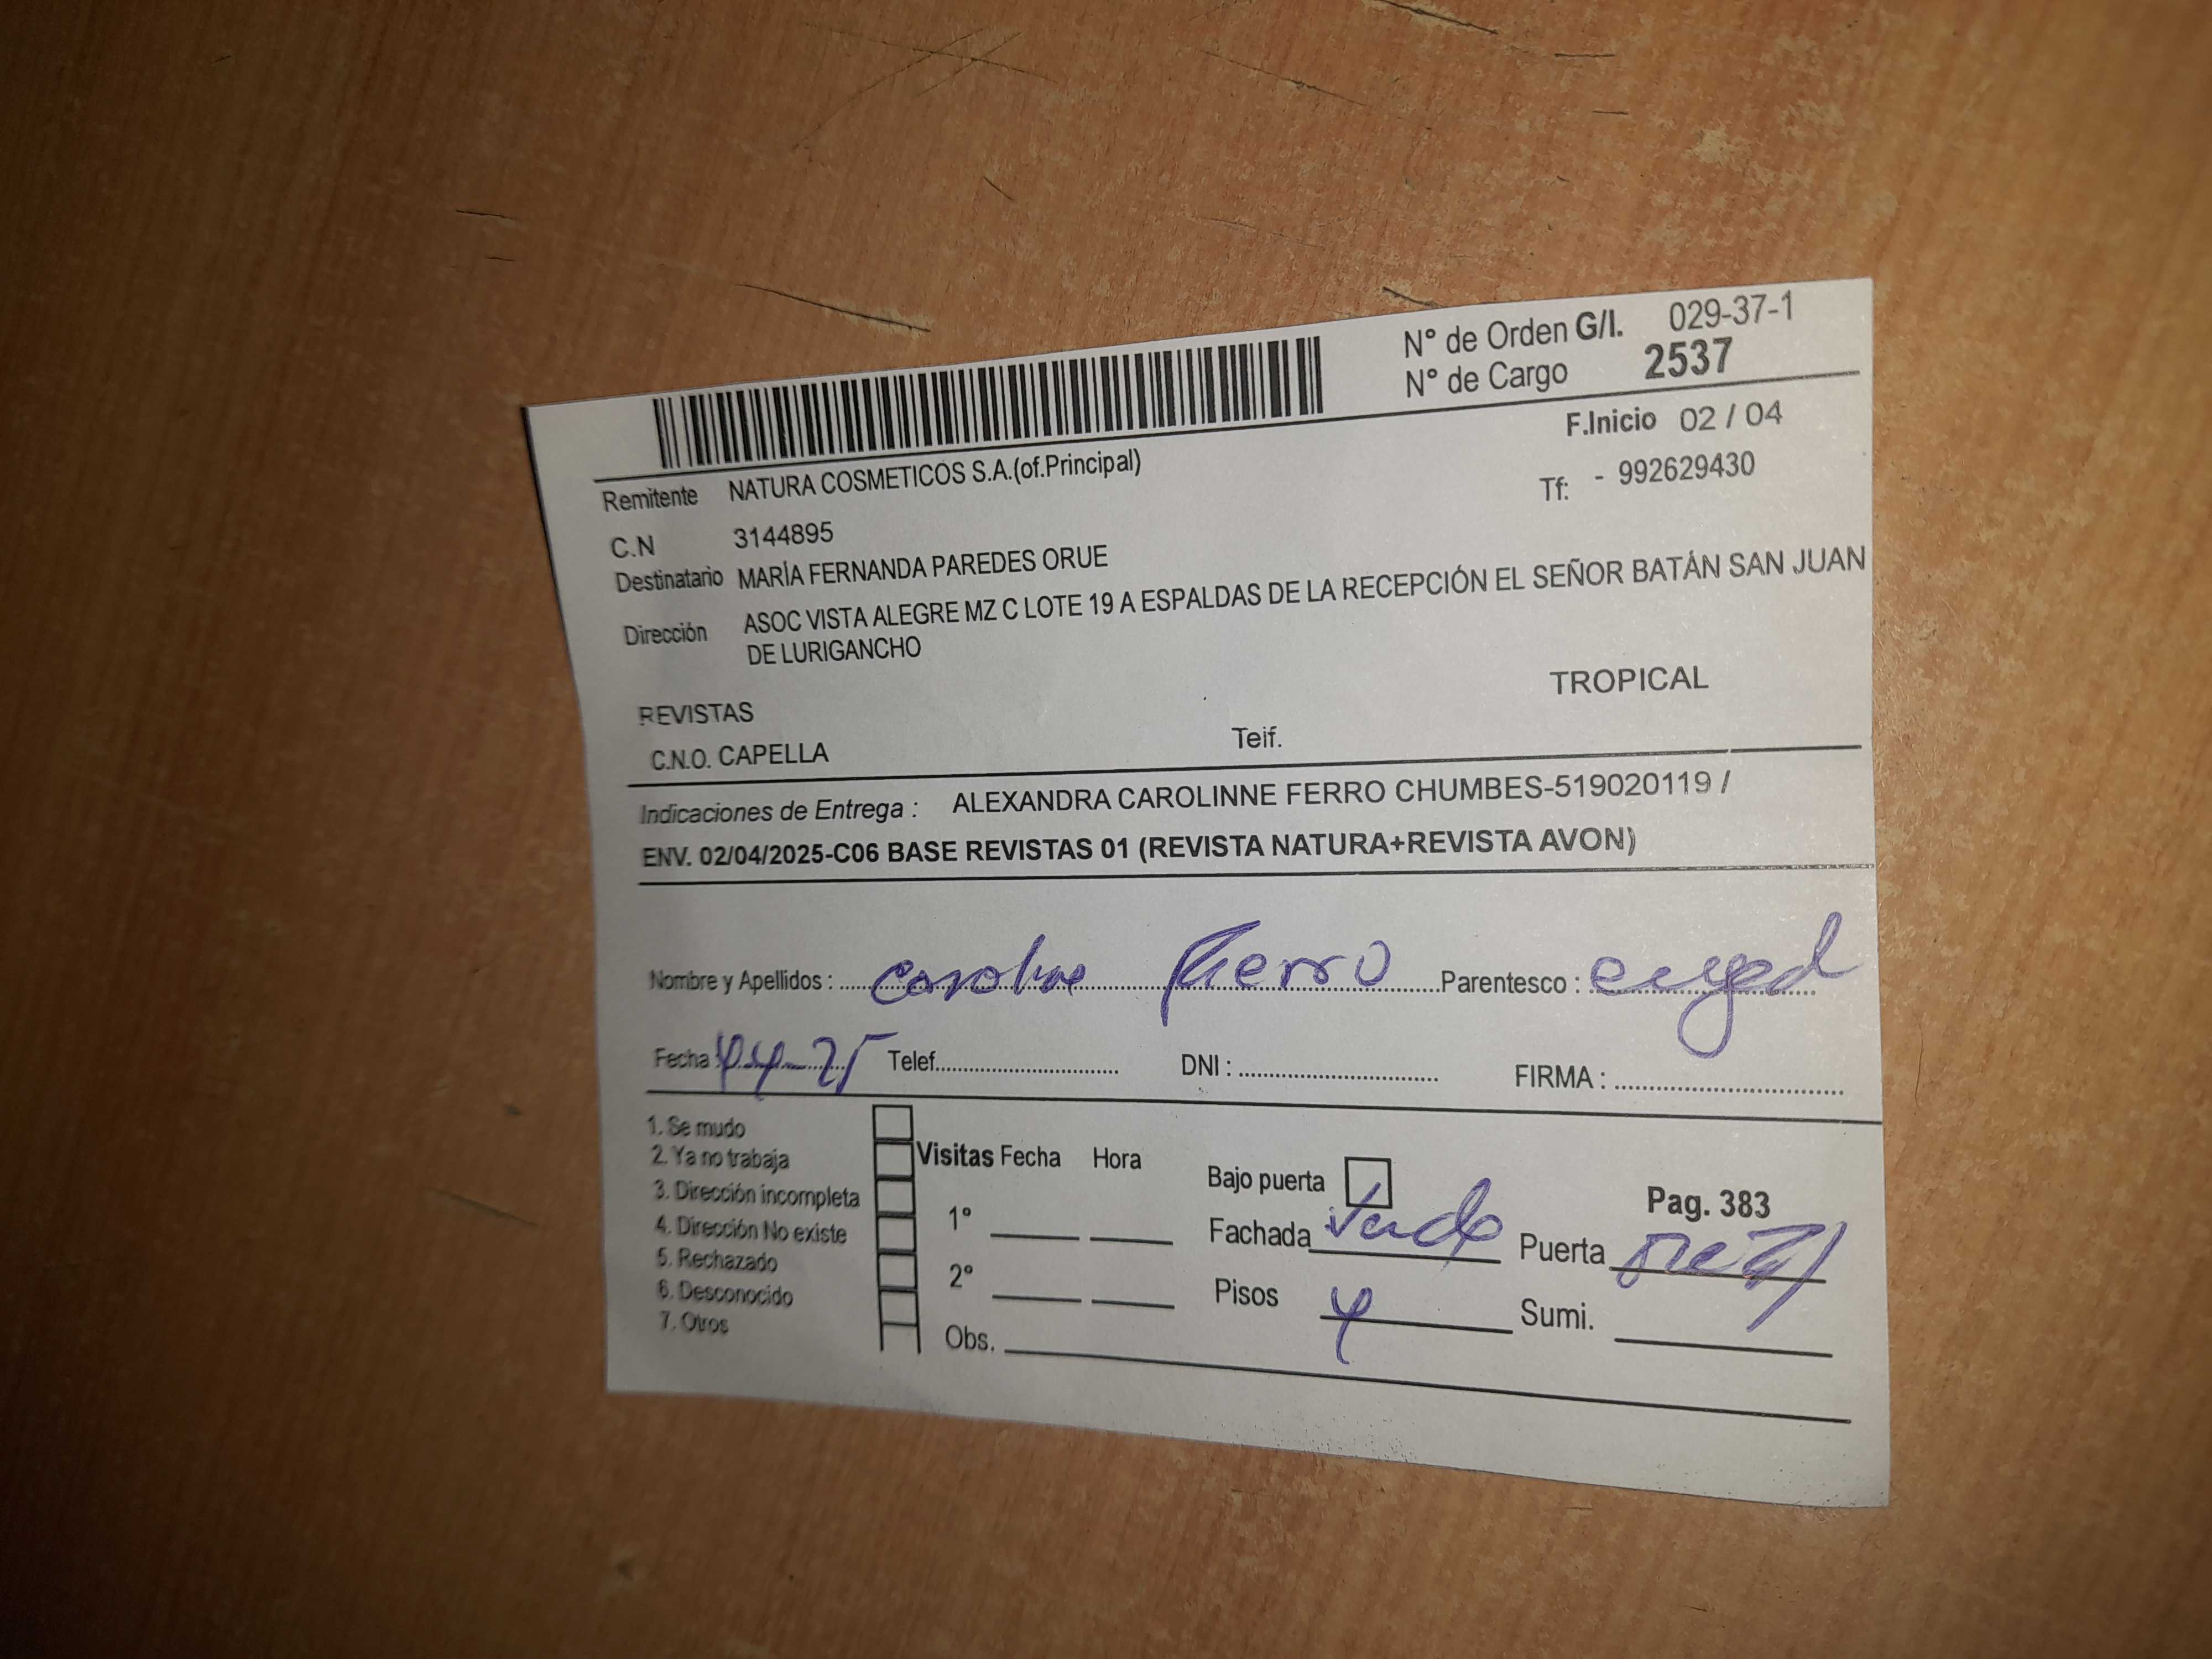 N° de Orden G/I. 029-37-1
N° de Cargo 2537
F.Inicio 02 / 04
Remitente NATURA COSMETICOS S.A.(of.Principal)
Tf: - 992629430
C.N 3144895
Destinatario MARÍA FERNANDA PAREDES ORUE
Dirección ASOC VISTA ALEGRE MZ C LOTE 19 A ESPALDAS DE LA RECEPCIÓN EL SEÑOR BATÁN SAN JUAN
DE LURIGANCHO
TROPICAL
REVISTAS
C.N.O. CAPELLA Teif.
Indicaciones de Entrega : ALEXANDRA CAROLINNE FERRO CHUMBES-519020119 /
ENV. 02/04/2025-C06 BASE REVISTAS 01 (REVISTA NATURA+REVISTA AVON)
Nombre y Apellidos : Fierro Parentesco :
Fecha : Telef. DNI : FIRMA :
1. Se mudo
2. Ya no trabaja
3. Dirección incompleta
4. Dirección No existe
5. Rechazado
6. Desconocido
7. Otros
Visitas Fecha Hora
1°
2°
Obs.
Bajo puerta
Pag. 383
Fachada Verde Puerta
Pisos 4 Sumi.